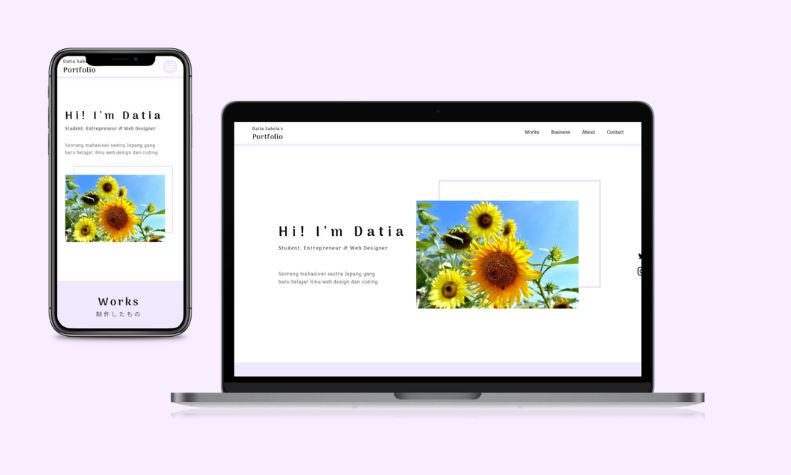 Datia
Portfolio
Hi! I'm Datia
Student, Entrepreneur & Web Designer
Seorang mahasiswi sastra Jepang yang
baru belajar ilmu web design dan coding
Works
制作したもの
Datia Sabila's
Portfolio
Works Business About Contact
Hi! I'm Datia
Student, Entrepreneur & Web Designer
Seorang mahasiswi sastra Jepang yang
baru belajar ilmu web design dan coding